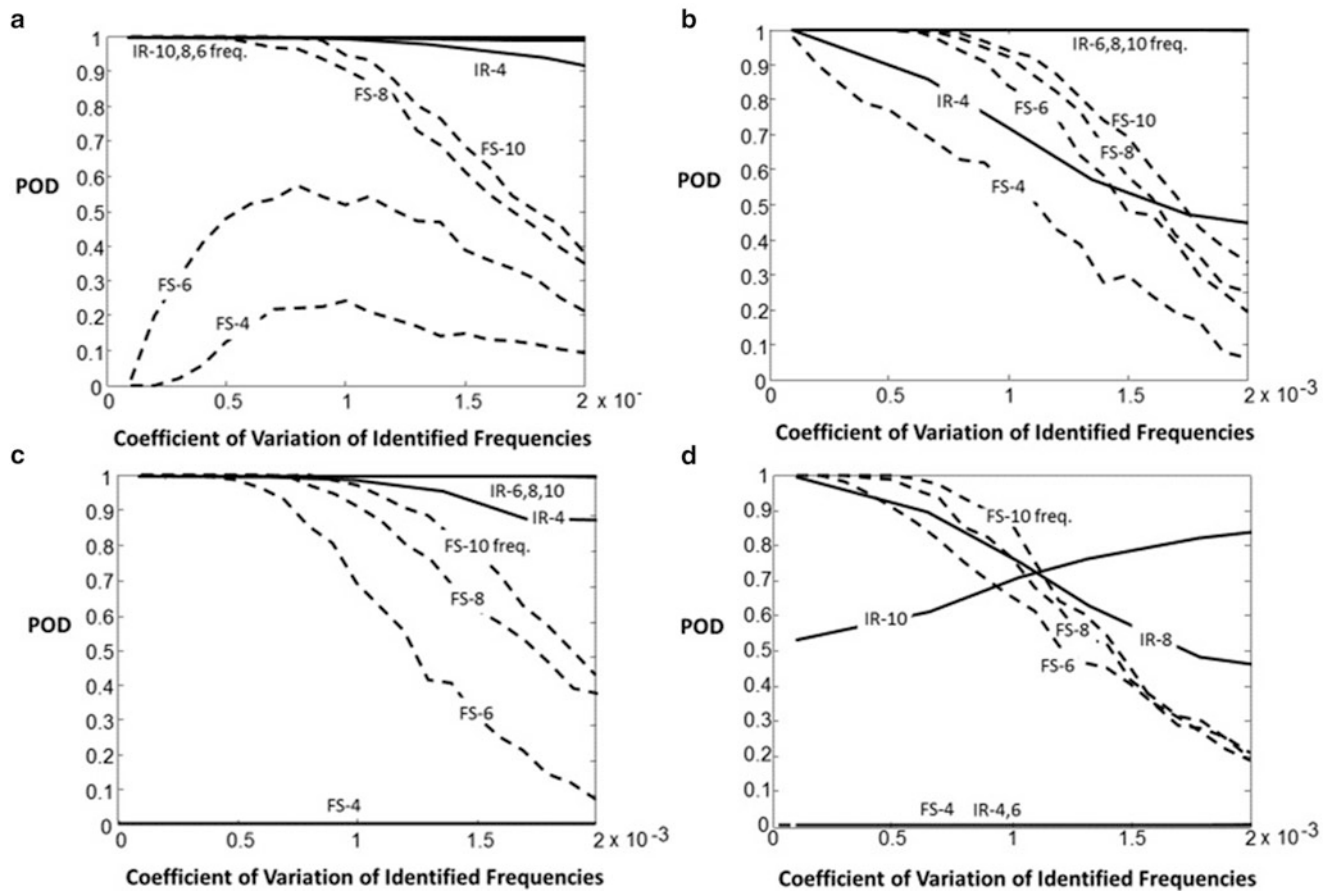 a
1
0.9
0.8
0.7
0.6
0.5
0.4
0.3
0.2
0.1
0
POD
IR-10,8,6 freq.
IR-4
FS-8
FS-10
FS-6
FS-4
0 0.5 1 1.5 2 x 10-
Coefficient of Variation of Identified Frequencies
b
1
0.9
0.8
0.7
0.6
0.5
0.4
0.3
0.2
0.1
0
POD
IR-6,8,10 freq.
IR-4
FS-6
FS-10
FS-8
FS-4
0 0.5 1 1.5 2 x 10-3
Coefficient of Variation of Identified Frequencies
c
1
0.9
0.8
0.7
0.6
0.5
0.4
0.3
0.2
0.1
0
POD
IR-6,8,10
IR-4
FS-10 freq.
FS-8
FS-6
FS-4
0 0.5 1 1.5 2 x 10-3
Coefficient of Variation of Identified Frequencies
d
1
0.9
0.8
0.7
0.6
0.5
0.4
0.3
0.2
0.1
0
POD
FS-10 freq.
IR-10
FS-8
IR-8
FS-6
FS-4 IR-4,6
0 0.5 1 1.5 2 x 10-3
Coefficient of Variation of Identified Frequencies